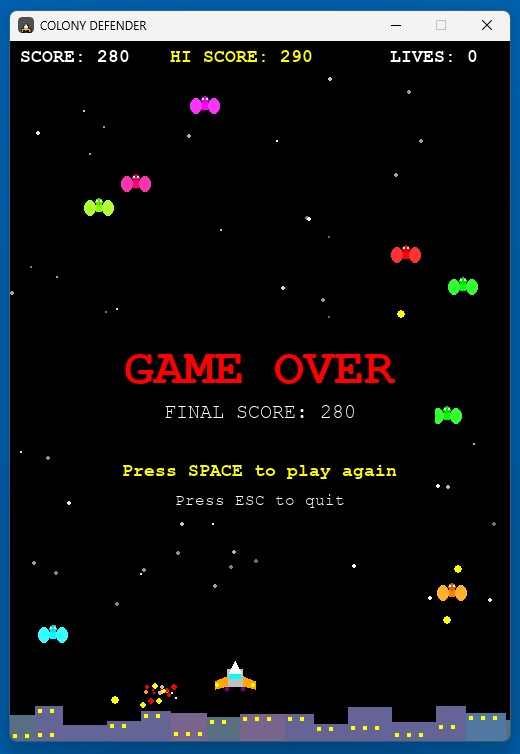 COLONY DEFENDER
SCORE: 280 HI SCORE: 290 LIVES: 0
GAME OVER
FINAL SCORE: 280
Press SPACE to play again
Press ESC to quit